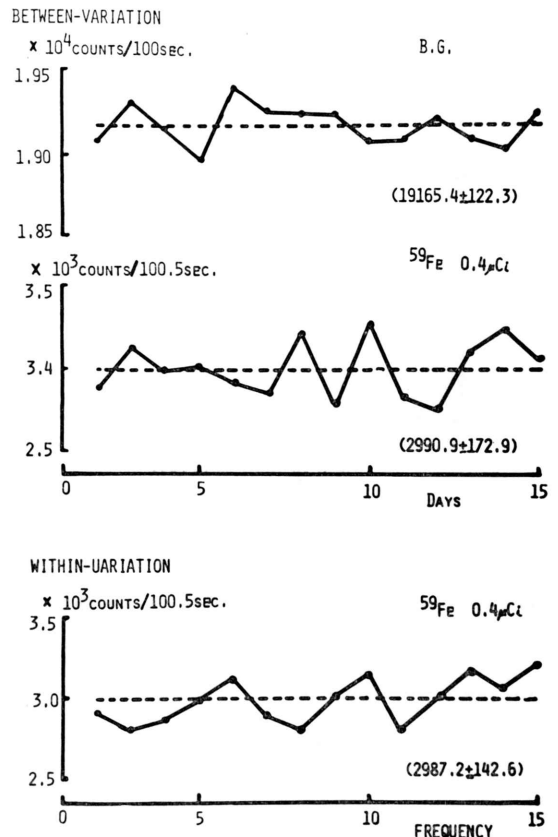 BETWEEN-VARIATION
× 10⁴COUNTS/100SEC.
B.G.
1.95
1.90
(19165.4±122.3)
1.85
× 10³COUNTS/100.5SEC.
⁵⁹Fe 0.4μCi
3.5
3.4
2.5
(2990.9±172.9)
0 5 10 15
DAYS
WITHIN-UARIATION
× 10³COUNTS/100.5SEC.
⁵⁹Fe 0.4μCi
3.5
3.0
2.5
(2987.2±142.6)
0 5 10 15
FREQUENCY